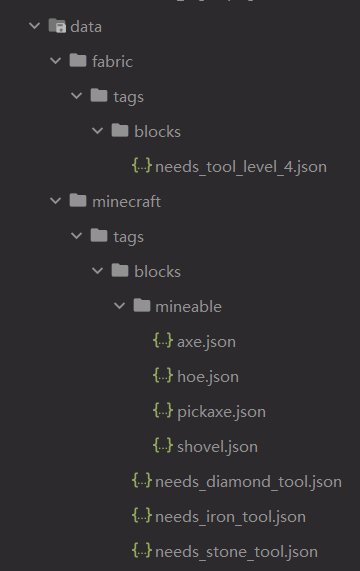 data
fabric
tags
blocks
needs_tool_level_4.json
minecraft
tags
blocks
mineable
axe.json
hoe.json
pickaxe.json
shovel.json
needs_diamond_tool.json
needs_iron_tool.json
needs_stone_tool.json